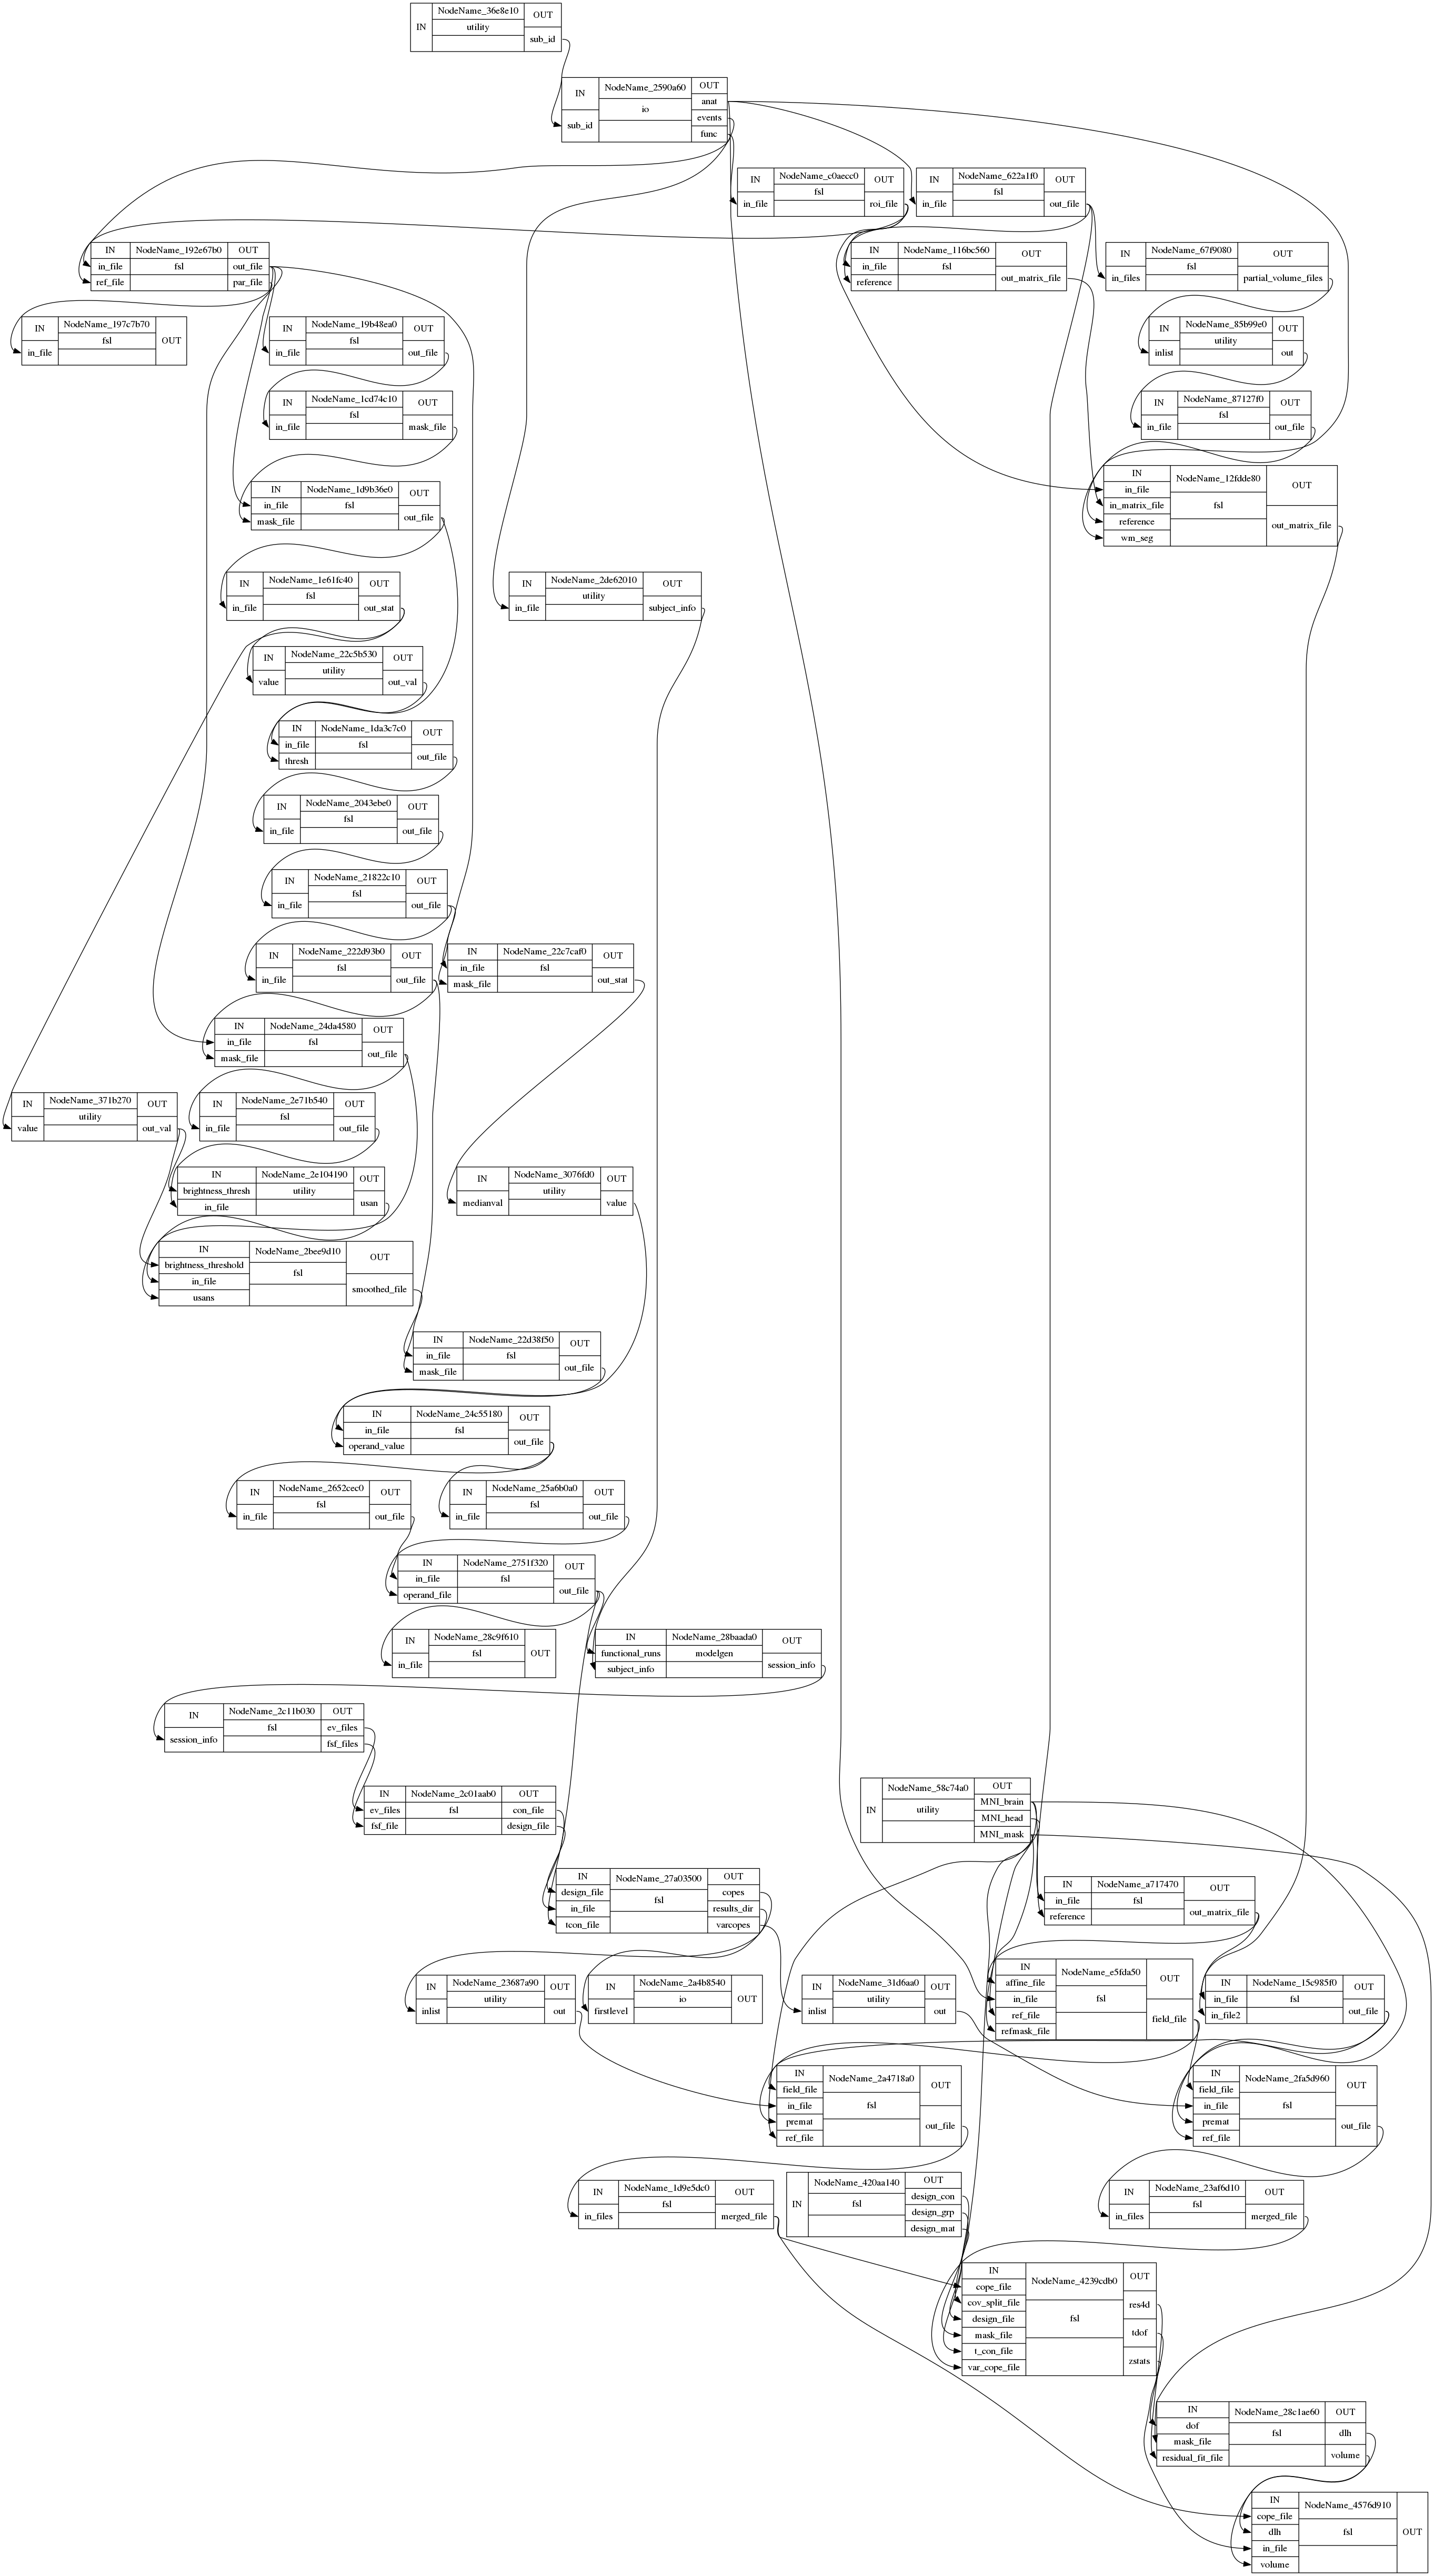 IN NodeName_36e8e10 OUT
utility
sub_id
IN NodeName_2590a60 OUT
anat
io
events
sub_id func
IN NodeName_c0aecc0 OUT
fsl
in_file roi_file
IN NodeName_622a1f0 OUT
fsl
in_file out_file
IN NodeName_192e67b0 OUT
in_file fsl out_file
ref_file par_file
IN NodeName_116bc560 OUT
in_file fsl
reference out_matrix_file
IN NodeName_67f9080 OUT
fsl
in_files partial_volume_files
IN NodeName_197c7b70 OUT
fsl
in_file
IN NodeName_19b48ea0 OUT
fsl
in_file out_file
IN NodeName_85b99e0 OUT
utility
inlist out
IN NodeName_1cd74c10 OUT
fsl
in_file mask_file
IN NodeName_87127f0 OUT
fsl
in_file out_file
IN NodeName_12fdde80 OUT
in_file
in_matrix_file fsl
reference out_matrix_file
wm_seg
IN NodeName_1d9b36e0 OUT
in_file fsl
mask_file out_file
IN NodeName_1e61fc40 OUT
fsl
in_file out_stat
IN NodeName_2de62010 OUT
utility
in_file subject_info
IN NodeName_22c5b530 OUT
utility
value out_val
IN NodeName_1da3c7c0 OUT
in_file fsl
thresh out_file
IN NodeName_2043ebe0 OUT
fsl
in_file out_file
IN NodeName_21822c10 OUT
fsl
in_file out_file
IN NodeName_222d93b0 OUT
fsl
in_file out_file
IN NodeName_22c7caf0 OUT
in_file fsl
mask_file out_stat
IN NodeName_24da4580 OUT
in_file fsl
mask_file out_file
IN NodeName_371b270 OUT
utility
value out_val
IN NodeName_2e71b540 OUT
fsl
in_file out_file
IN NodeName_2e104190 OUT
brightness_thresh utility
in_file usan
IN NodeName_3076fd0 OUT
utility
medianval value
IN NodeName_2bee9d10 OUT
brightness_threshold
in_file fsl
usans smoothed_file
IN NodeName_22d38f50 OUT
in_file fsl
mask_file out_file
IN NodeName_24c55180 OUT
in_file fsl
operand_value out_file
IN NodeName_2652cec0 OUT
fsl
in_file out_file
IN NodeName_25a6b0a0 OUT
fsl
in_file out_file
IN NodeName_2751f320 OUT
in_file fsl
operand_file out_file
IN NodeName_28c9f610 OUT
fsl
in_file
IN NodeName_28baada0 OUT
functional_runs modelgen
subject_info session_info
IN NodeName_2c11b030 OUT
fsl ev_files
session_info fsf_files
IN NodeName_2c01aab0 OUT
ev_files fsl con_file
fsf_file design_file
IN NodeName_58c74a0 OUT
MNI_brain
utility
MNI_head
MNI_mask
IN NodeName_27a03500 OUT
design_file copes
in_file fsl results_dir
tcon_file varcopes
IN NodeName_a717470 OUT
in_file fsl
reference out_matrix_file
IN NodeName_23687a90 OUT
utility
inlist out
IN NodeName_2a4b8540 OUT
io
firstlevel
IN NodeName_31d6aa0 OUT
utility
inlist out
IN NodeName_e5fda50 OUT
affine_file
in_file fsl
ref_file field_file
refmask_file
IN NodeName_15c985f0 OUT
in_file fsl
in_file2 out_file
IN NodeName_2a4718a0 OUT
field_file
in_file fsl
premat out_file
ref_file
IN NodeName_2fa5d960 OUT
field_file
in_file fsl
premat out_file
ref_file
IN NodeName_1d9e5dc0 OUT
fsl
in_files merged_file
IN NodeName_420aa140 OUT
design_con
fsl
design_grp
design_mat
IN NodeName_23af6d10 OUT
fsl
in_files merged_file
IN NodeName_4239cdb0 OUT
cope_file
cov_split_file res4d
design_file fsl
mask_file tdof
t_con_file
var_cope_file zstats
IN NodeName_28c1ae60 OUT
dof
mask_file fsl dlh
residual_fit_file volume
IN NodeName_4576d910 OUT
cope_file
dlh fsl
in_file
volume